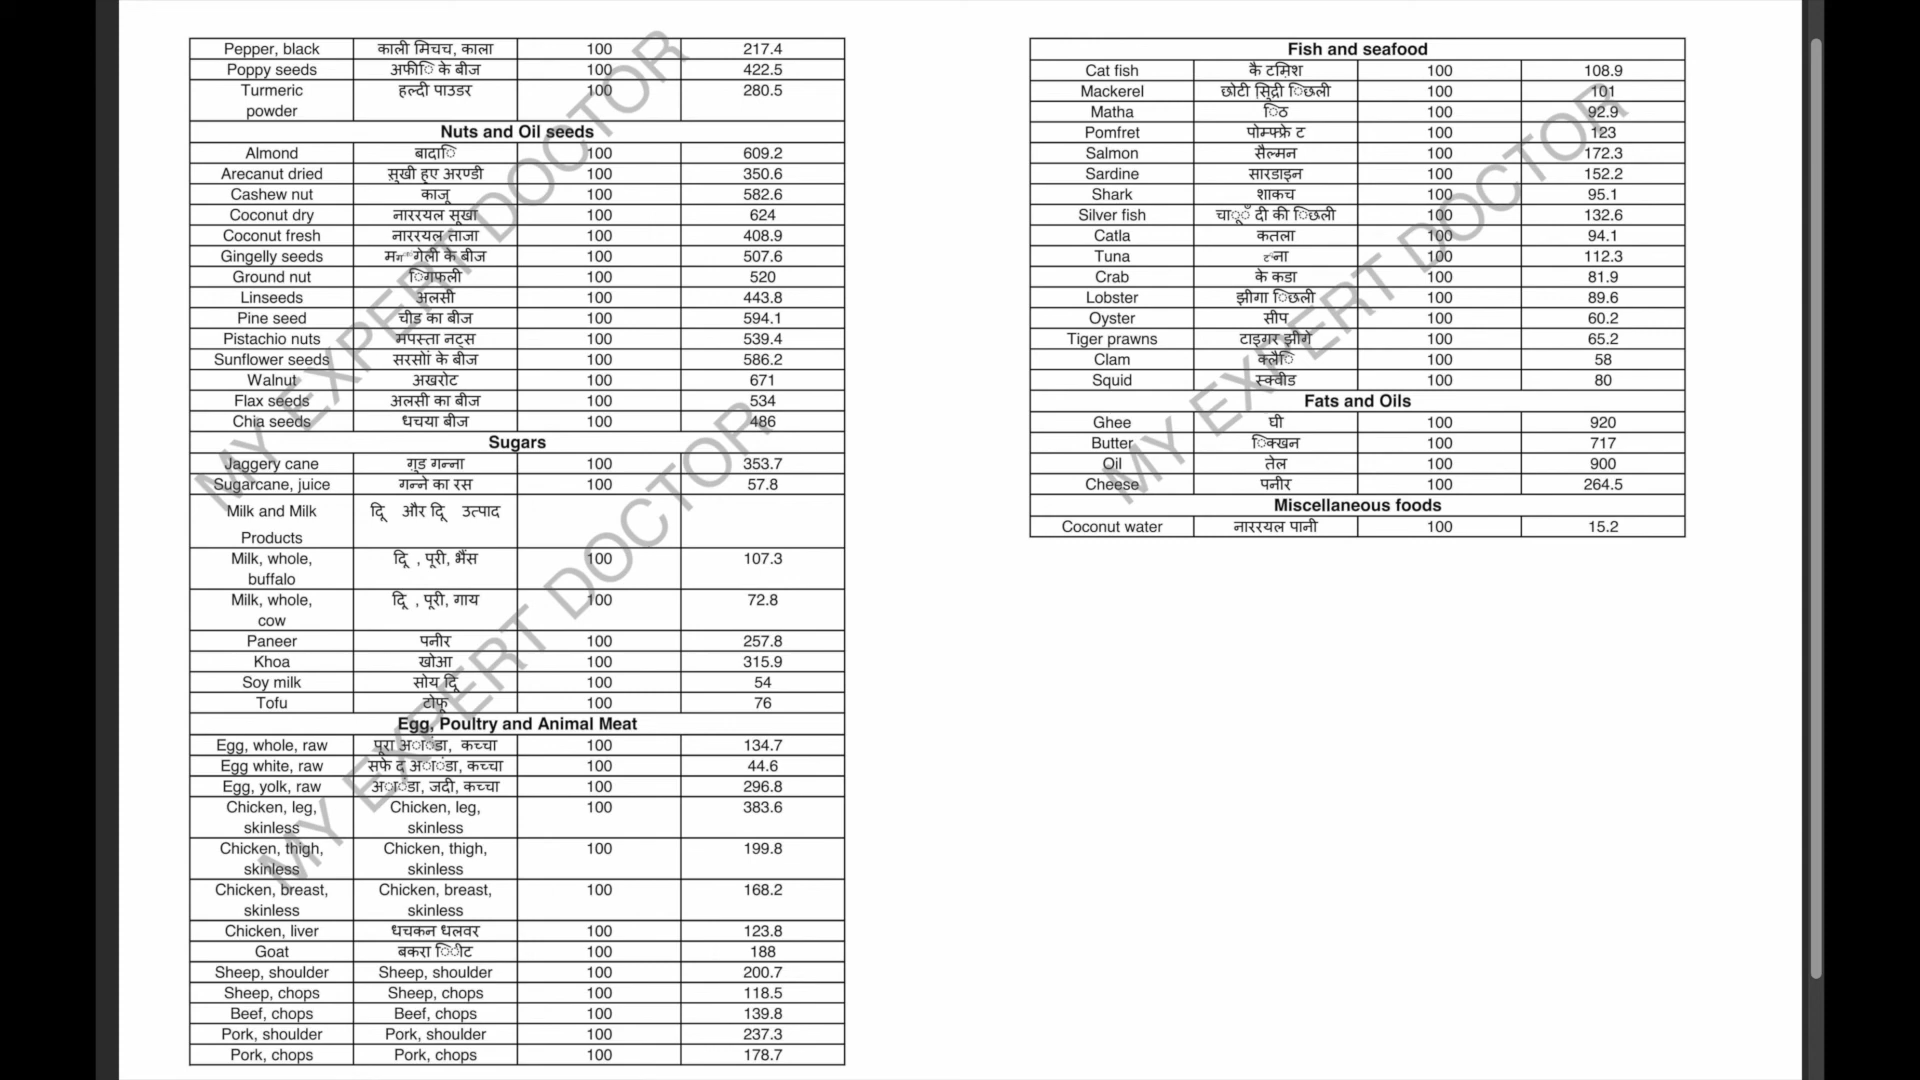 Pepper, black काली मिचच, काला 100 217.4
Poppy seeds अफीि के बीज 100 422.5
Turmeric हल्दी पाउडर 100 280.5
powder
Nuts and Oil seeds
Almond बादाि 100 609.2
Arecanut dried सूखी हुए अरण्डी 100 350.6
Cashew nut काजू 100 582.6
Coconut dry नाररयल सूखा 100 624
Coconut fresh नाररयल ताजा 100 408.9
Gingelly seeds गेली के बीज 100 507.6
Ground nut िगफली 100 520
Linseeds अलसी 100 443.8
Pine seed चीड का बीज 100 594.1
Pistachio nuts मपस्ता नट्स 100 539.4
Sunflower seeds सरसोों के बीज 100 586.2
Walnut अखरोट 100 671
Flax seeds अलसी का बीज 100 534
Chia seeds धचया बीज 100 486
Sugars
Jaggery cane गुड गन्ना 100 353.7
Sugarcane, juice गन्ने का रस 100 57.8
Milk and Milk दिू और दिू उत्पाद
Products
Milk, whole, दिू , पूरी, भैंस 100 107.3
buffalo
Milk, whole, दिू , पूरी, गाय 100 72.8
cow
Paneer पनीर 100 257.8
Khoa खोआ 100 315.9
Soy milk सोय दिू 100 54
Tofu टोफू 100 76
Egg, Poultry and Animal Meat
Egg, whole, raw पूरा अांडा, कच्चा 100 134.7
Egg white, raw सफे द अांडा, कच्चा 100 44.6
Egg, yolk, raw अांडा, जदी, कच्चा 100 296.8
Chicken, leg, Chicken, leg, 100 383.6
skinless skinless
Chicken, thigh, Chicken, thigh, 100 199.8
skinless skinless
Chicken, breast, Chicken, breast, 100 168.2
skinless skinless
Chicken, liver धचकन धलवर 100 123.8
Goat बकरा िीट 100 188
Sheep, shoulder Sheep, shoulder 100 200.7
Sheep, chops Sheep, chops 100 118.5
Beef, chops Beef, chops 100 139.8
Pork, shoulder Pork, shoulder 100 237.3
Pork, chops Pork, chops 100 178.7
Fish and seafood
Cat fish कै टमिश 100 108.9
Mackerel छोटी िछली 100 101
Matha िठ 100 92.9
Pomfret पोम्फ्रे ट 100 123
Salmon सैल्मन 100 172.3
Sardine सारडाइन 100 152.2
Shark शाकच 100 95.1
Silver fish दी की िछली 100 132.6
Catla कतला 100 94.1
Tuna 100 112.3
Crab के कडा 100 81.9
Lobster झीगा िछली 100 89.6
Oyster सीप 100 60.2
Tiger prawns टाइगर झीगे 100 65.2
Clam क्लैि 100 58
Squid स्क्वीड 100 80
Fats and Oils
Ghee घी 100 920
Butter िक्खन 100 717
Oil तेल 100 900
Cheese पनीर 100 264.5
Miscellaneous foods
Coconut water नाररयल पानी 100 15.2
MY EXPERT DOCTOR
MY EXPERT DOCTOR
MY EXPERT DOCTOR